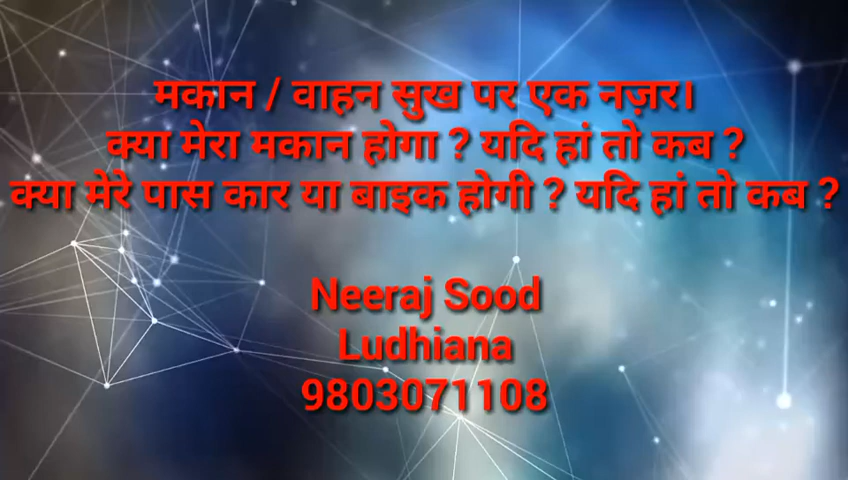 मकान / वाहन सुख पर एक नज़र।
क्या मेरा मकान होगा ? यदि हां तो कब ?
क्या मेरे पास कार या बाइक होगी ? यदि हां तो कब ?
Neeraj Sood
Ludhiana
9803071108